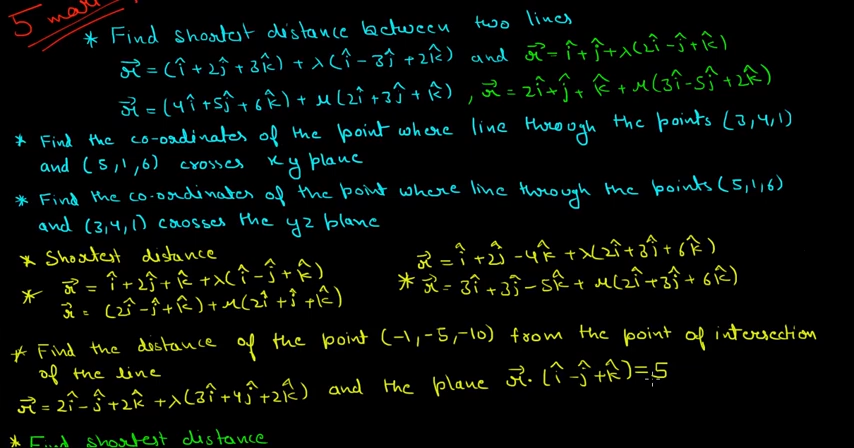 5 mar
* Find shortest distance between two lines
r⃗ = (î + 2ĵ + 3k̂) + λ(î - 3ĵ + 2k̂) and r⃗ = î + ĵ + λ(2î - ĵ + k̂)
r⃗ = (4î + 5ĵ + 6k̂) + μ(2î + 3ĵ + k̂), r⃗ = 2î + ĵ + k̂ + μ(3î - 5ĵ + 2k̂)
* Find the co-ordinates of the point where line through the points (3,4,1)
and (5,1,6) crosses xy plane
* Find the co-ordinates of the point where line through the points (5,1,6)
and (3,4,1) crosses the yz plane
* Shortest distance
* r⃗ = î + 2ĵ + k̂ + λ(î - ĵ + k̂)
r⃗ = (2î - ĵ + k̂) + μ(2î + ĵ + k̂)
r⃗ = î + 2ĵ - 4k̂ + λ(2î + 3ĵ + 6k̂)
* r⃗ = 3î + 3ĵ - 5k̂ + μ(2î + 3ĵ + 6k̂)
* Find the distance of the point (-1,-5,-10) from the point of intersection
of the line
r⃗ = 2î - ĵ + 2k̂ + λ(3î + 4ĵ + 2k̂) and the plane r⃗ · (î - ĵ + k̂) = 5
* Find shortest distance